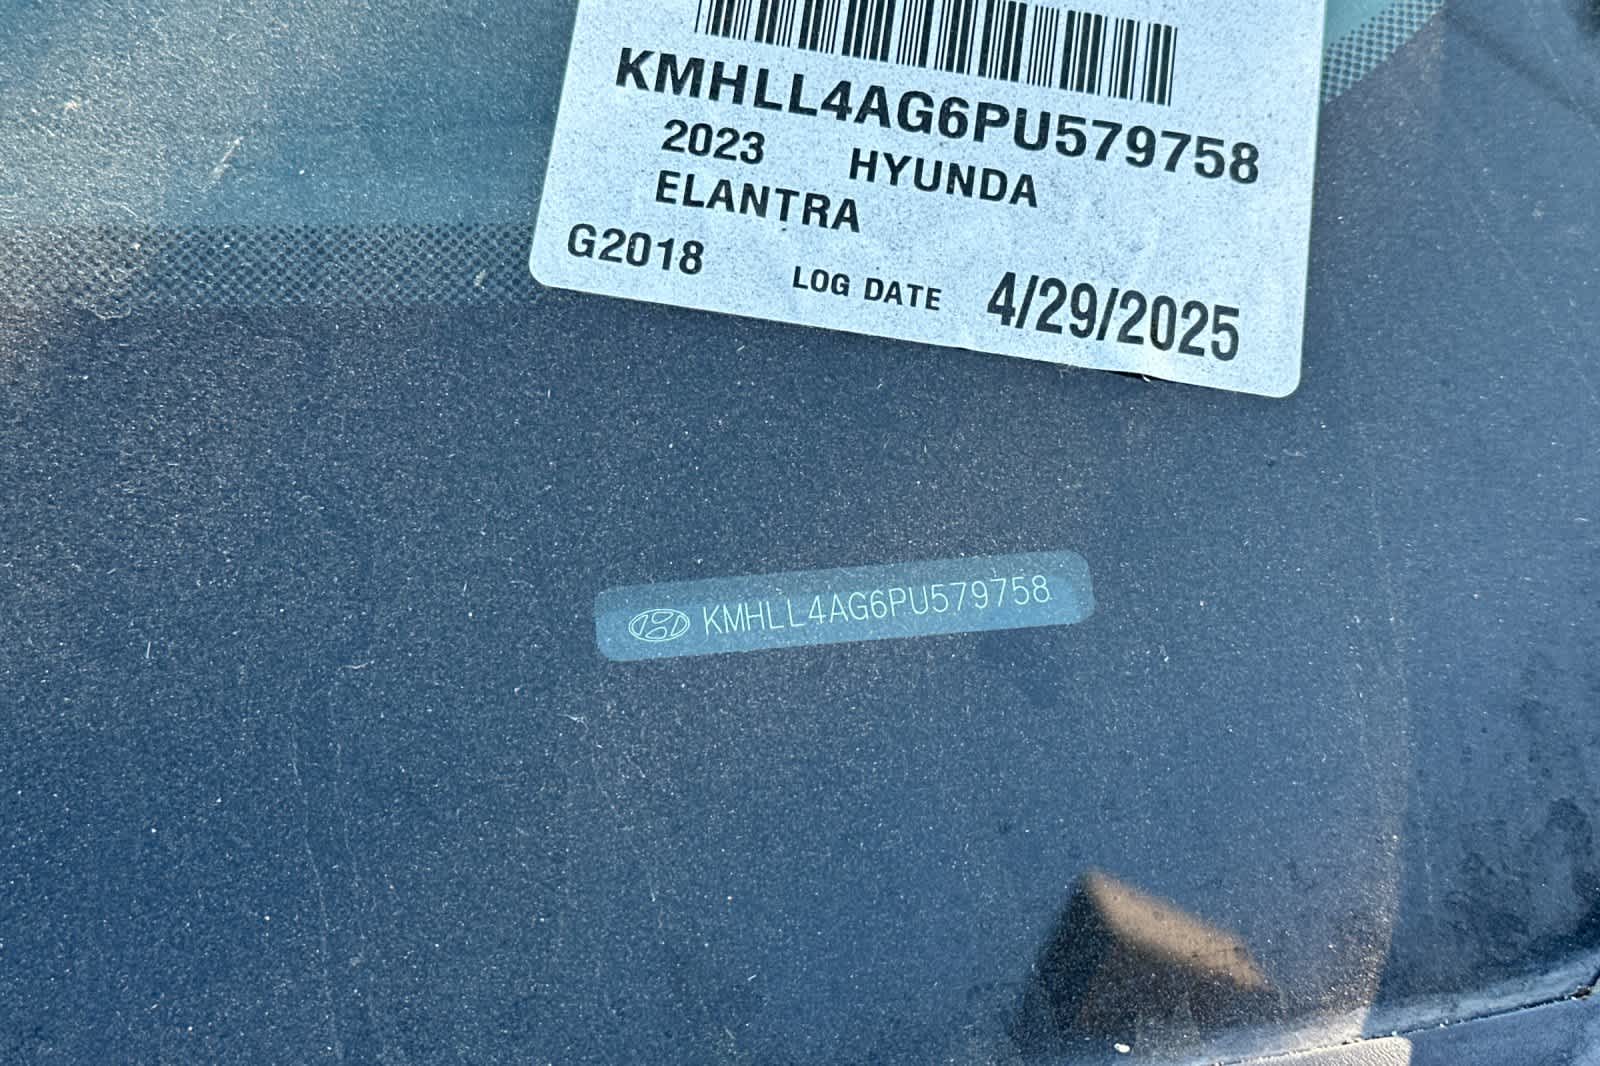 KMHLL4AG6PU579758
2023 HYUNDA
ELANTRA
G2018 LOG DATE 4/29/2025
KMHLL4AG6PU579758